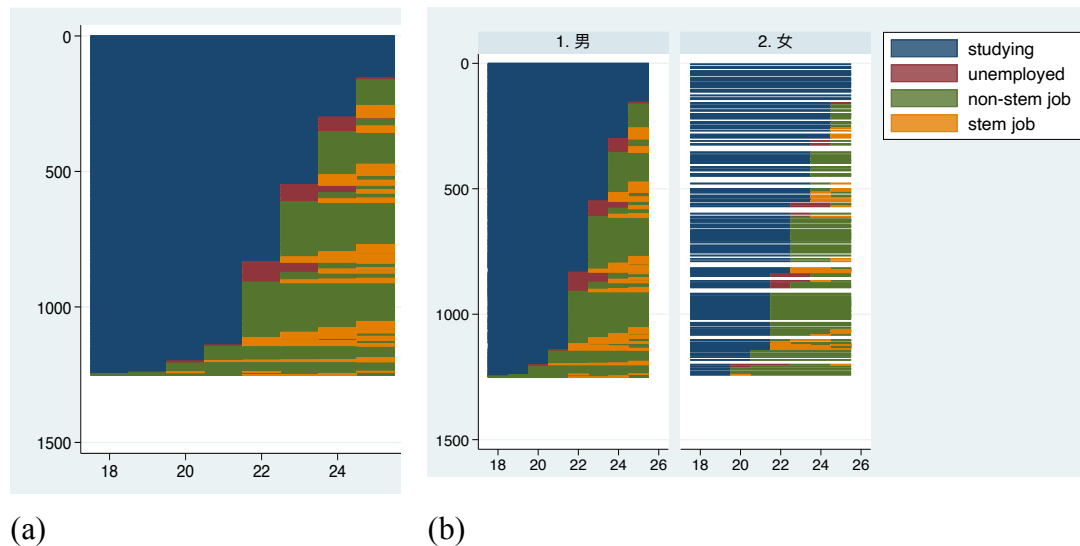 0
500
1000
1500
18 20 22 24
(a)
1. 男 2. 女
0
500
1000
1500
18 20 22 24 26 18 20 22 24 26
studying
unemployed
non-stem job
stem job
(b)